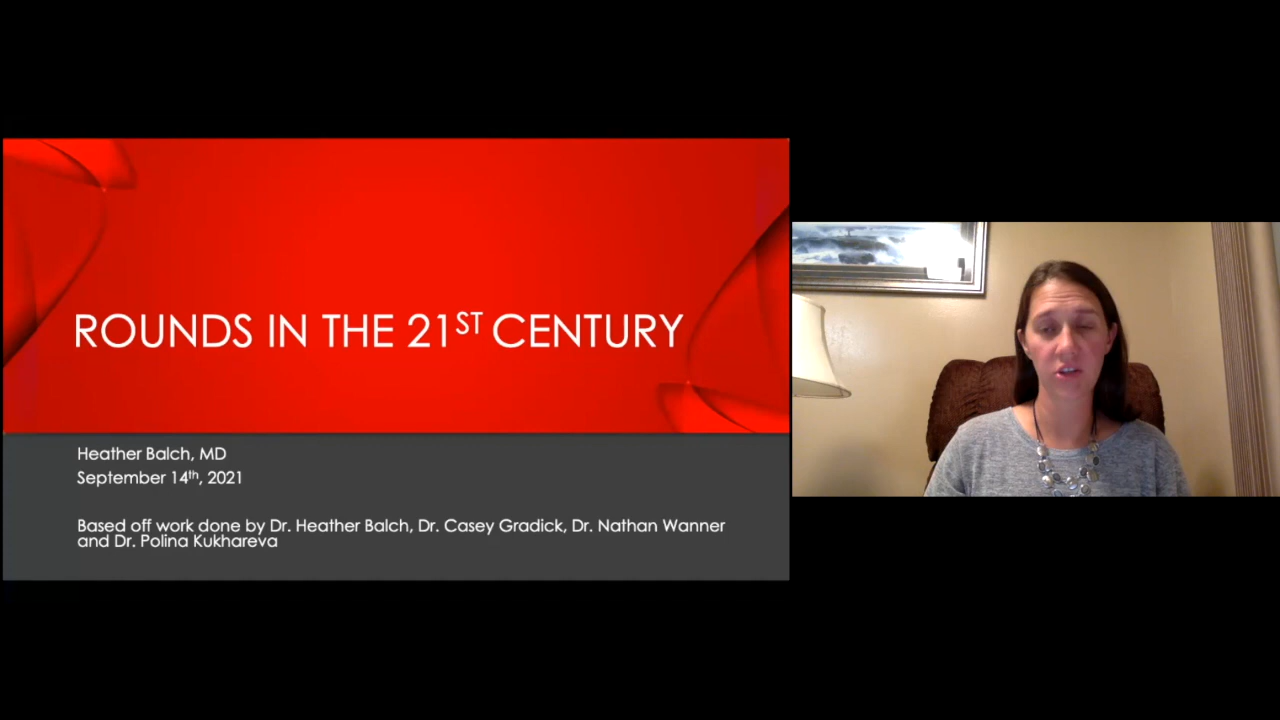 ROUNDS IN THE 21ST CENTURY
Heather Balch, MD
September 14th, 2021
Based off work done by Dr. Heather Balch, Dr. Casey Gradick, Dr. Nathan Wanner
and Dr. Polina Kukhareva